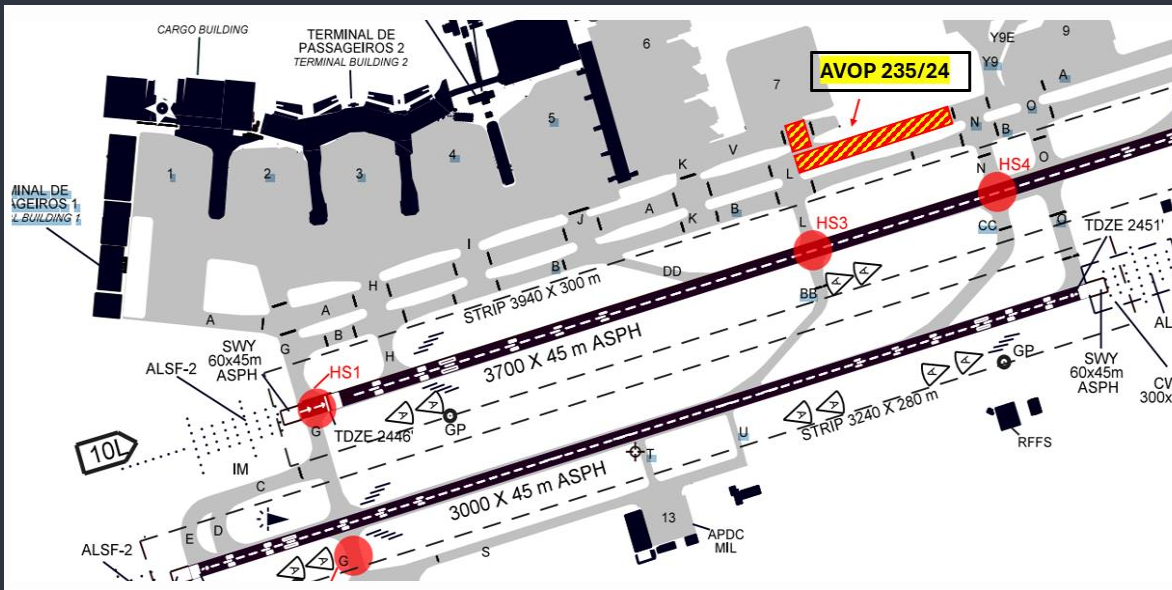 CARGO BUILDING
TERMINAL DE
PASSAGEIROS 2
TERMINAL BUILDING 2
6
Y9E
9
Y9
A
AVOP 235/24
7
5
4
1
2
3
V
K
L
N
B
O
N
O
HS4
MINAL DE
AGEIROS 1
L BUILDING 1
J
A
K
B
L
HS3
CC
Q
TDZE 2451'
I
B
DD
BB
A
A
H
STRIP 3940 X 300 m
A
A
B
G
H
SWY
60x45m
ASPH
ALSF-2
HS1
3700 X 45 m ASPH
GP
SWY
60x45m
ASPH
AL
CW
300x
A
A
A
A
A
A
STRIP 3240 X 280 m
G
TDZE 2446'
GP
10L
IM
RFFS
U
T
C
3000 X 45 m ASPH
D
E
13
APDC
MIL
ALSF-2
A
A
G
S